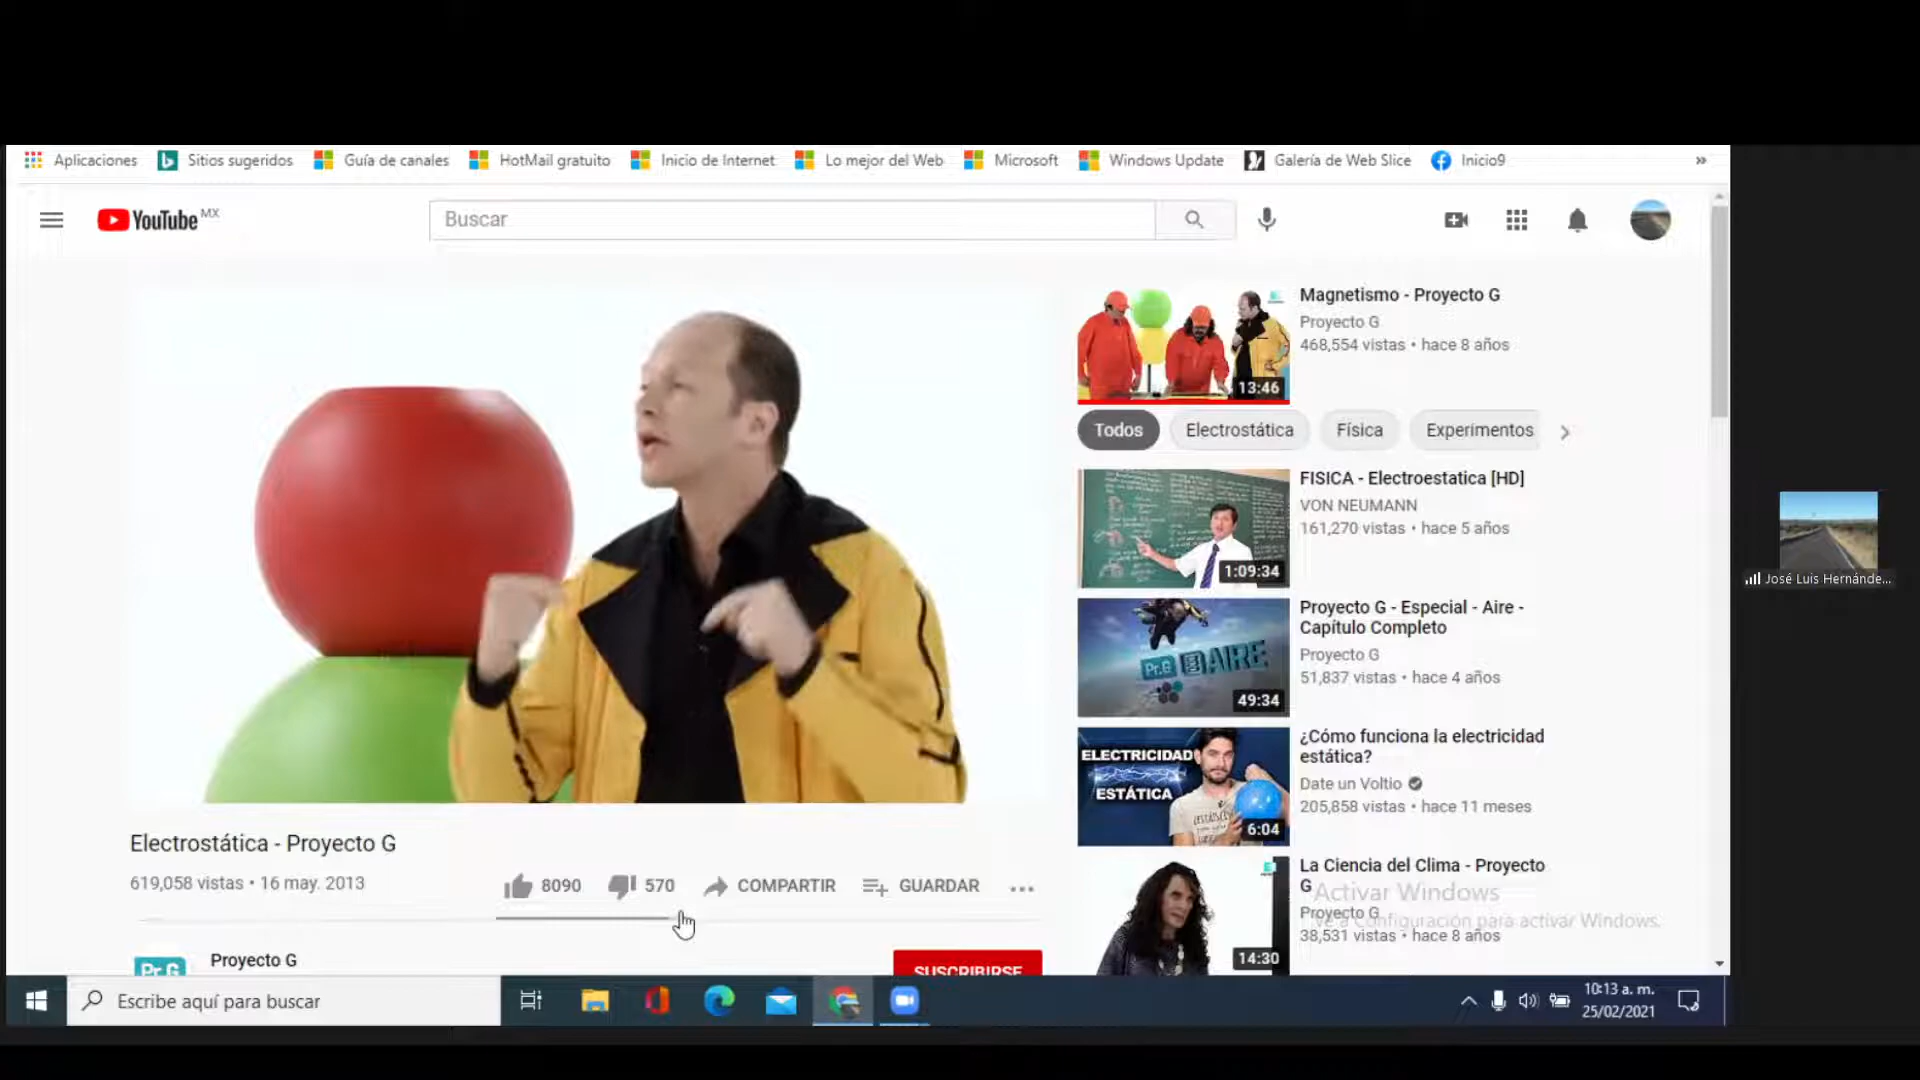 Aplicaciones Sitios sugeridos Guía de canales HotMail gratuito Inicio de Internet Lo mejor del Web Microsoft Windows Update Galería de Web Slice Inicio9 »
YouTube MX
Buscar
Magnetismo - Proyecto G
Proyecto G
468,554 vistas • hace 8 años
13:46
Todos Electrostática Física Experimentos
FISICA - Electroestatica [HD]
VON NEUMANN
161,270 vistas • hace 5 años
1:09:34
Proyecto G - Especial - Aire -
Capítulo Completo
Proyecto G
51,837 vistas • hace 4 años
Pr.G AIRE
49:34
¿Cómo funciona la electricidad
estática?
Date un Voltio
205,858 vistas • hace 11 meses
ELECTRICIDAD
ESTÁTICA
6:04
La Ciencia del Clima - Proyecto
G
Proyecto G
38,531 vistas • hace 8 años
14:30
Activar Windows
Ve a Configuración para activar Windows.
Electrostática - Proyecto G
619,058 vistas • 16 may. 2013
8090 570 COMPARTIR GUARDAR
Pr.G
Proyecto G
SUSCRIBIRSE
José Luis Hernánde...
Escribe aquí para buscar
10:13 a. m.
25/02/2021